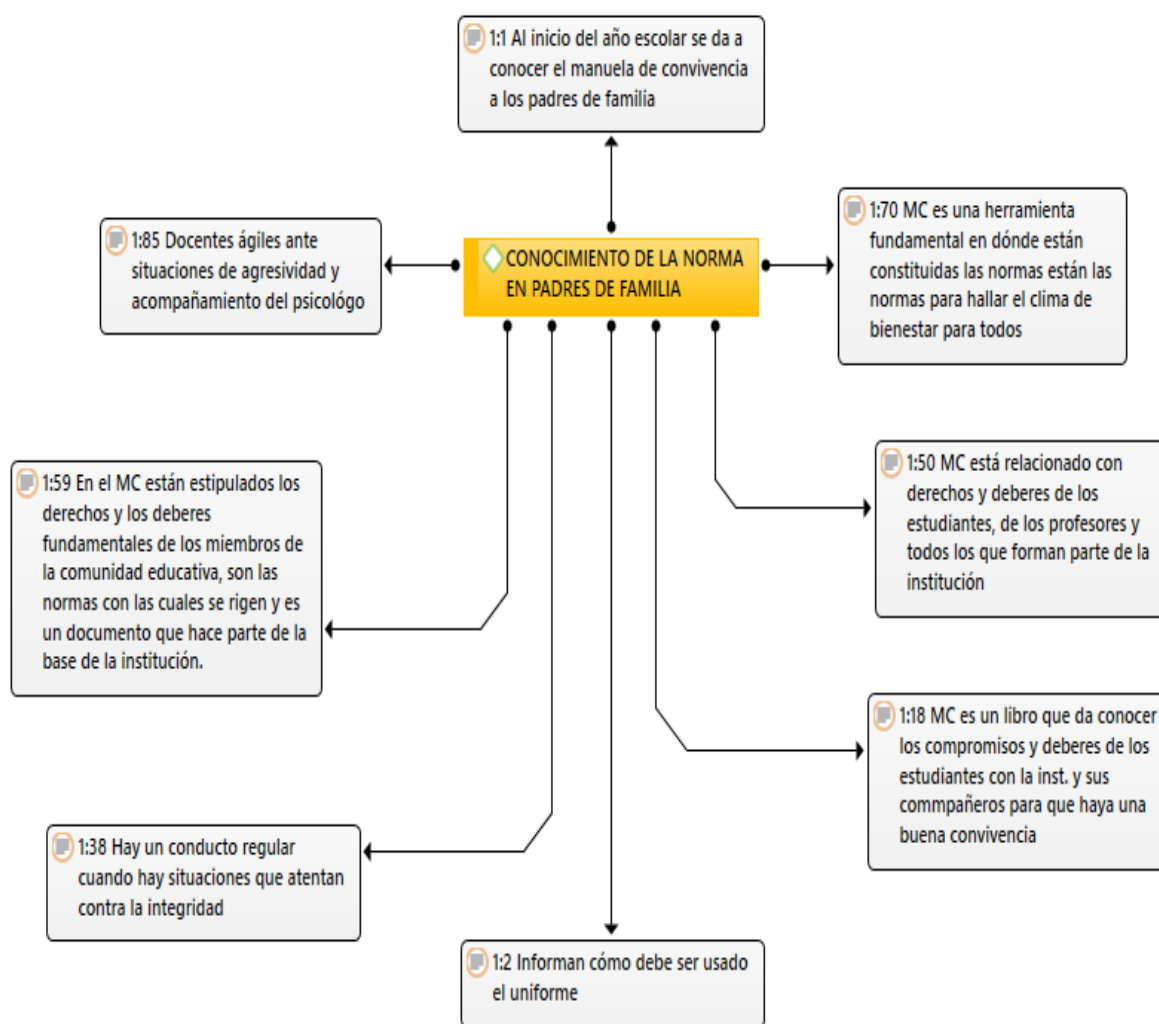 1:1 Al inicio del año escolar se da a
conocer el manuela de convivencia
a los padres de familia
1:85 Docentes ágiles ante
situaciones de agresividad y
acompañamiento del psicológo
CONOCIMIENTO DE LA NORMA
EN PADRES DE FAMILIA
1:70 MC es una herramienta
fundamental en dónde están
constituidas las normas están las
normas para hallar el clima de
bienestar para todos
1:59 En el MC están estipulados los
derechos y los deberes
fundamentales de los miembros de
la comunidad educativa, son las
normas con las cuales se rigen y es
un documento que hace parte de la
base de la institución.
1:50 MC está relacionado con
derechos y deberes de los
estudiantes, de los profesores y
todos los que forman parte de la
institución
1:18 MC es un libro que da conocer
los compromisos y deberes de los
estudiantes con la inst. y sus
commpañeros para que haya una
buena convivencia
1:38 Hay un conducto regular
cuando hay situaciones que atentan
contra la integridad
1:2 Informan cómo debe ser usado
el uniforme